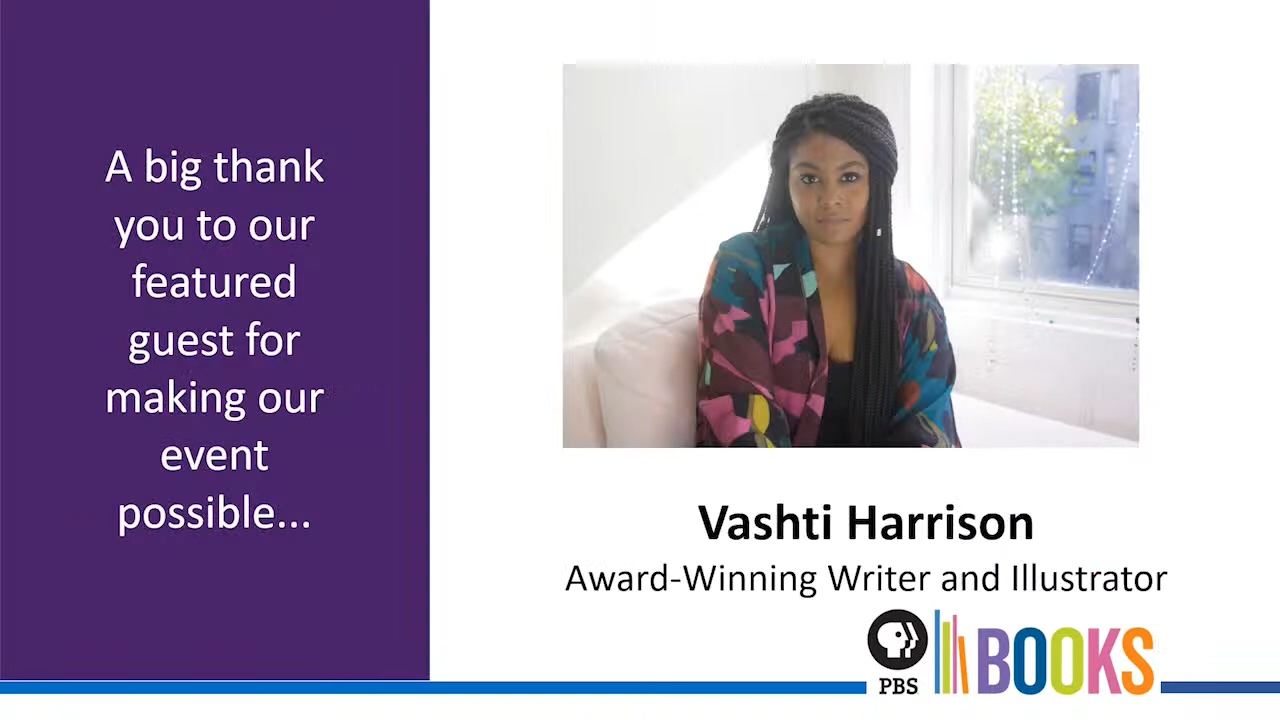 A big thank
you to our
featured
guest for
making our
event
possible...
Vashti Harrison
Award-Winning Writer and Illustrator
PBS
BOOKS